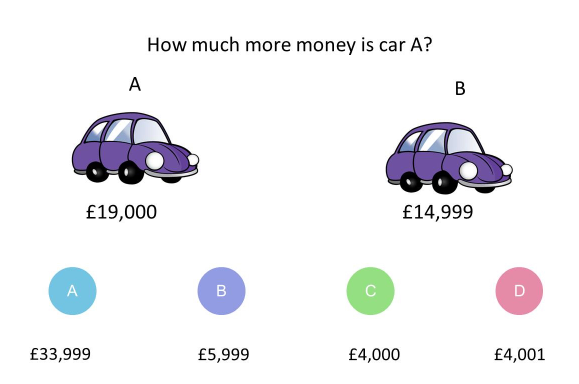 How much more money is car A?
A
B
£19,000
£14,999
A
B
C
D
£33,999
£5,999
£4,000
£4,001